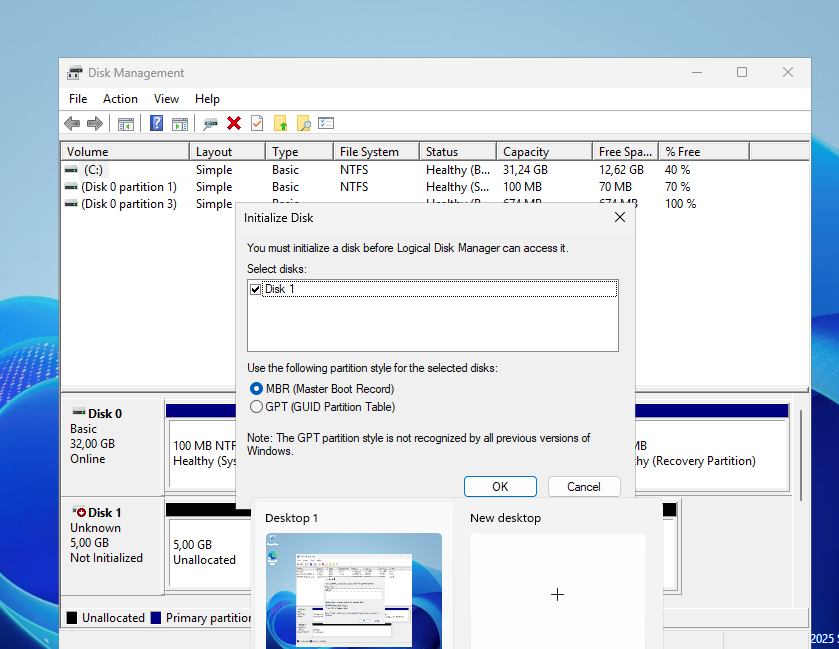 Disk Management
File Action View Help
Volume Layout Type File System Status Capacity Free Spa... % Free
(C:) Simple Basic NTFS Healthy (B... 31,24 GB 12,62 GB 40 %
(Disk 0 partition 1) Simple Basic NTFS Healthy (S... 100 MB 70 MB 70 %
(Disk 0 partition 3) Simple Basic 674 MB 674 MB 100 %
Initialize Disk
You must initialize a disk before Logical Disk Manager can access it.
Select disks:
Disk 1
Use the following partition style for the selected disks:
MBR (Master Boot Record)
GPT (GUID Partition Table)
Note: The GPT partition style is not recognized by all previous versions of
Windows.
OK Cancel
Disk 0
Basic
32,00 GB
Online
100 MB NTF
Healthy (Sys
MB
hy (Recovery Partition)
Disk 1
Unknown
5,00 GB
Not Initialized
5,00 GB
Unallocated
Unallocated Primary partition
Desktop 1 New desktop
2025 S